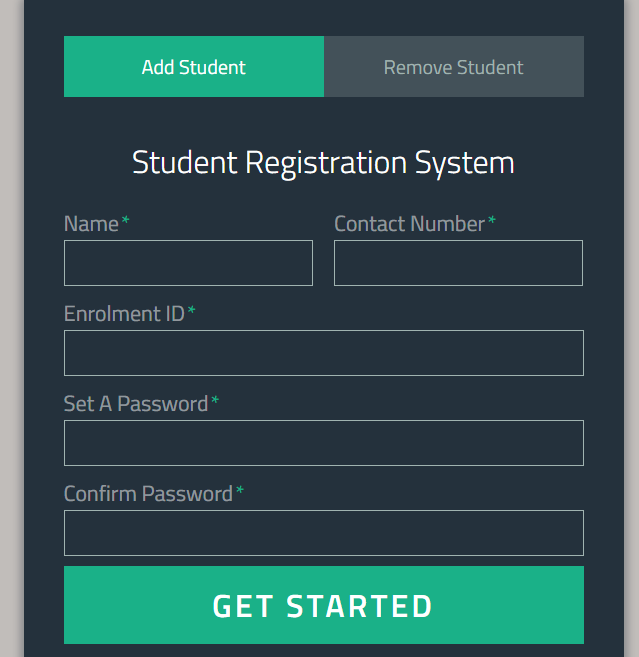 Add Student Remove Student
Student Registration System
Name* Contact Number*
Enrolment ID*
Set A Password*
Confirm Password*
GET STARTED